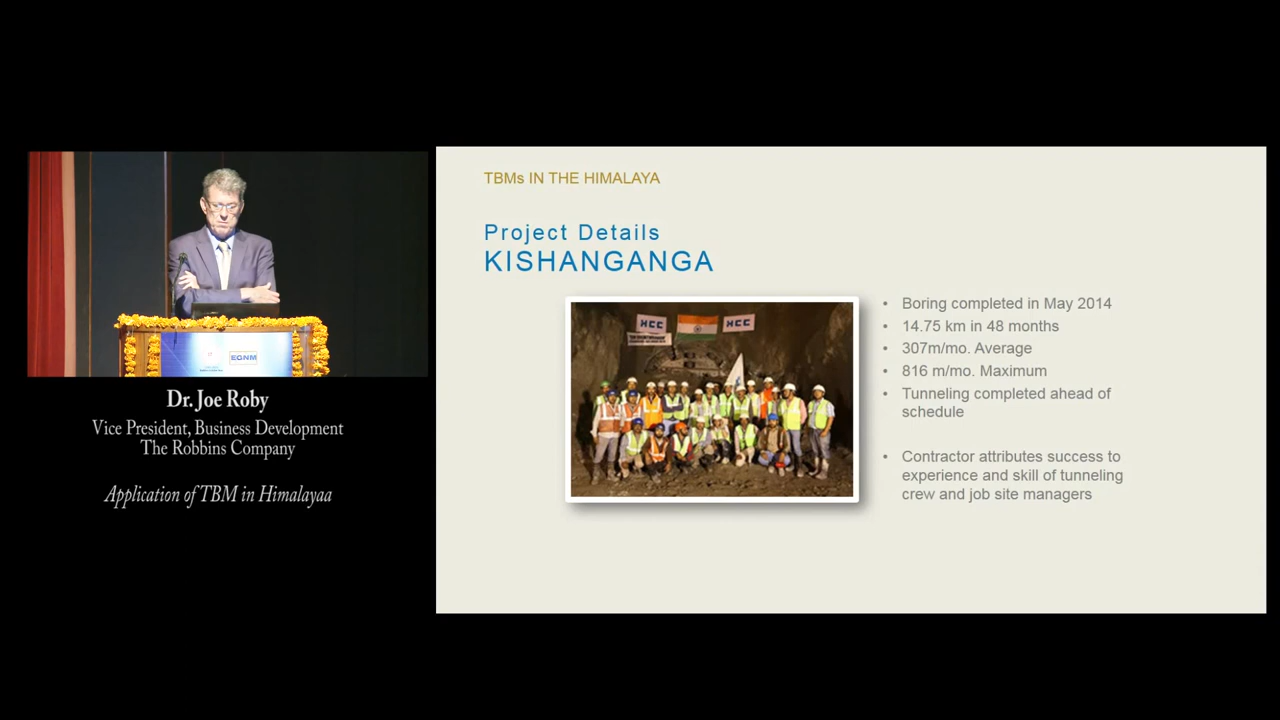 TBMs IN THE HIMALAYA
Project Details
KISHANGANGA
HCC
HCC
• Boring completed in May 2014
• 14.75 km in 48 months
• 307m/mo. Average
• 816 m/mo. Maximum
• Tunneling completed ahead of
schedule
• Contractor attributes success to
experience and skill of tunneling
crew and job site managers
EGNM
Dr. Joe Roby
Vice President, Business Development
The Robbins Company
Application of TBM in Himalayaa